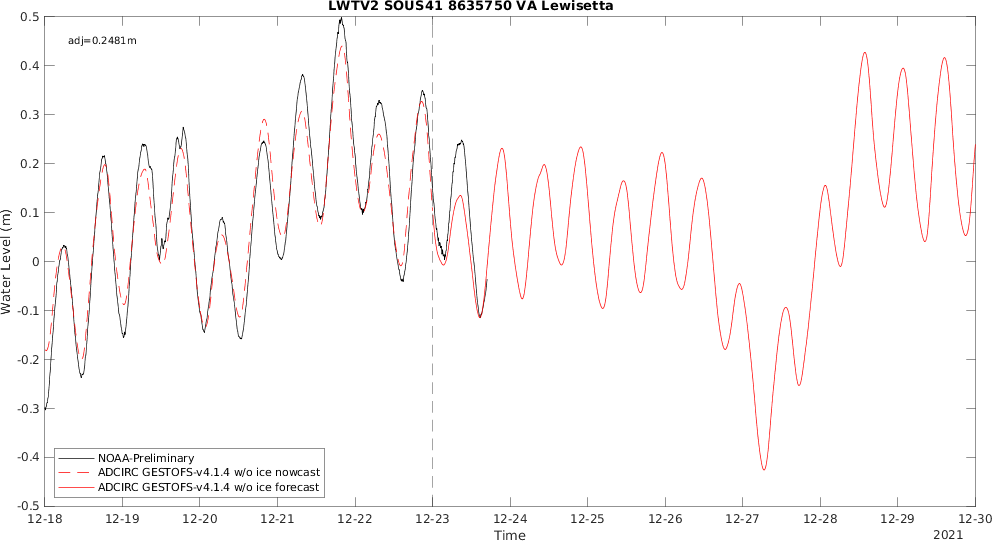 LWTV2 SOUS41 8635750 VA Lewisetta
adj=0.2481m
0.5
0.4
0.3
0.2
0.1
0
-0.1
-0.2
-0.3
-0.4
-0.5
Water Level (m)
NOAA-Preliminary
ADCIRC GESTOFS-v4.1.4 w/o ice nowcast
ADCIRC GESTOFS-v4.1.4 w/o ice forecast
12-18 12-19 12-20 12-21 12-22 12-23 12-24 12-25 12-26 12-27 12-28 12-29 12-30
Time
2021